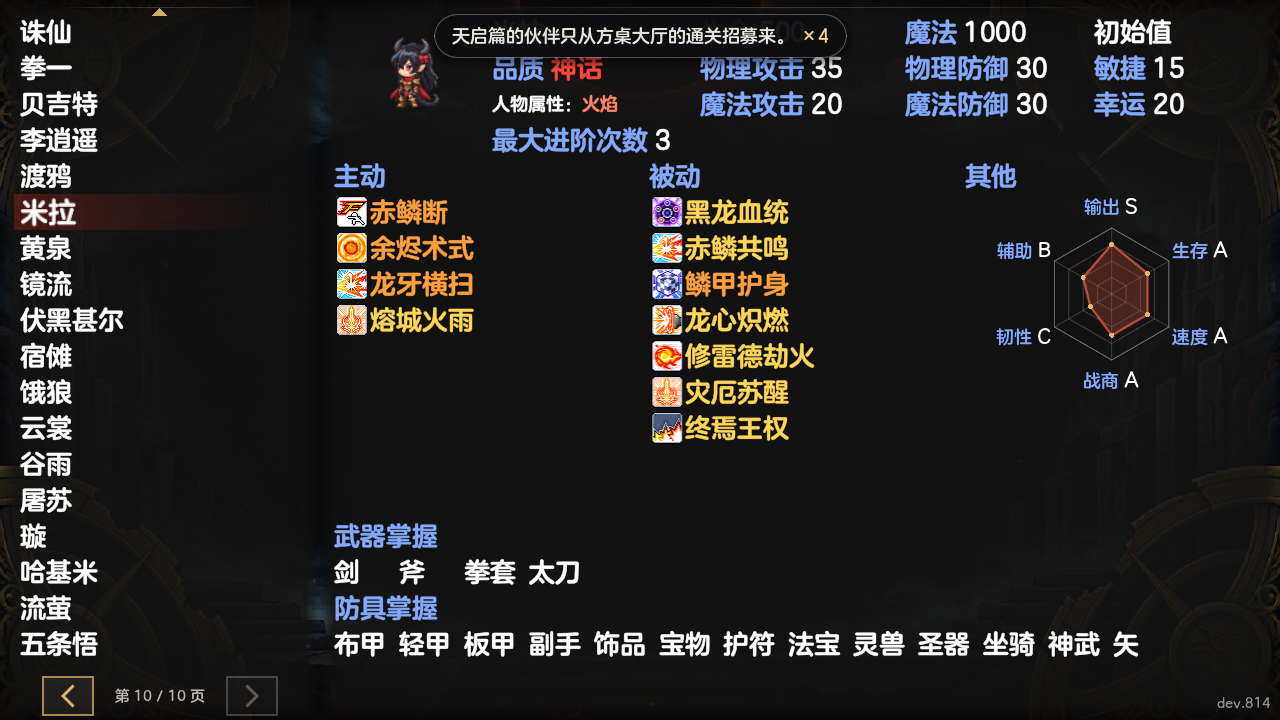 诛仙
拳一
贝吉特
李逍遥
渡鸦
米拉
黄泉
镜流
伏黑甚尔
宿傩
饿狼
云裳
谷雨
屠苏
璇
哈基米
流萤
五条悟
第 10 / 10 页
天启篇的伙伴只从方桌大厅的通关招募来。 ×4
魔法 1000 初始值
品质 神话 物理攻击 35 物理防御 30 敏捷 15
人物属性：火焰 魔法攻击 20 魔法防御 30 幸运 20
最大进阶次数 3
主动
赤鳞断
余烬术式
龙牙横扫
熔城火雨
被动
黑龙血统
赤鳞共鸣
鳞甲护身
龙心炽燃
修雷德劫火
灾厄苏醒
终焉王权
其他
输出 S
辅助 B
生存 A
韧性 C
速度 A
战商 A
武器掌握
剑 斧 拳套 太刀
防具掌握
布甲 轻甲 板甲 副手 饰品 宝物 护符 法宝 灵兽 圣器 坐骑 神武 矢
dev.814